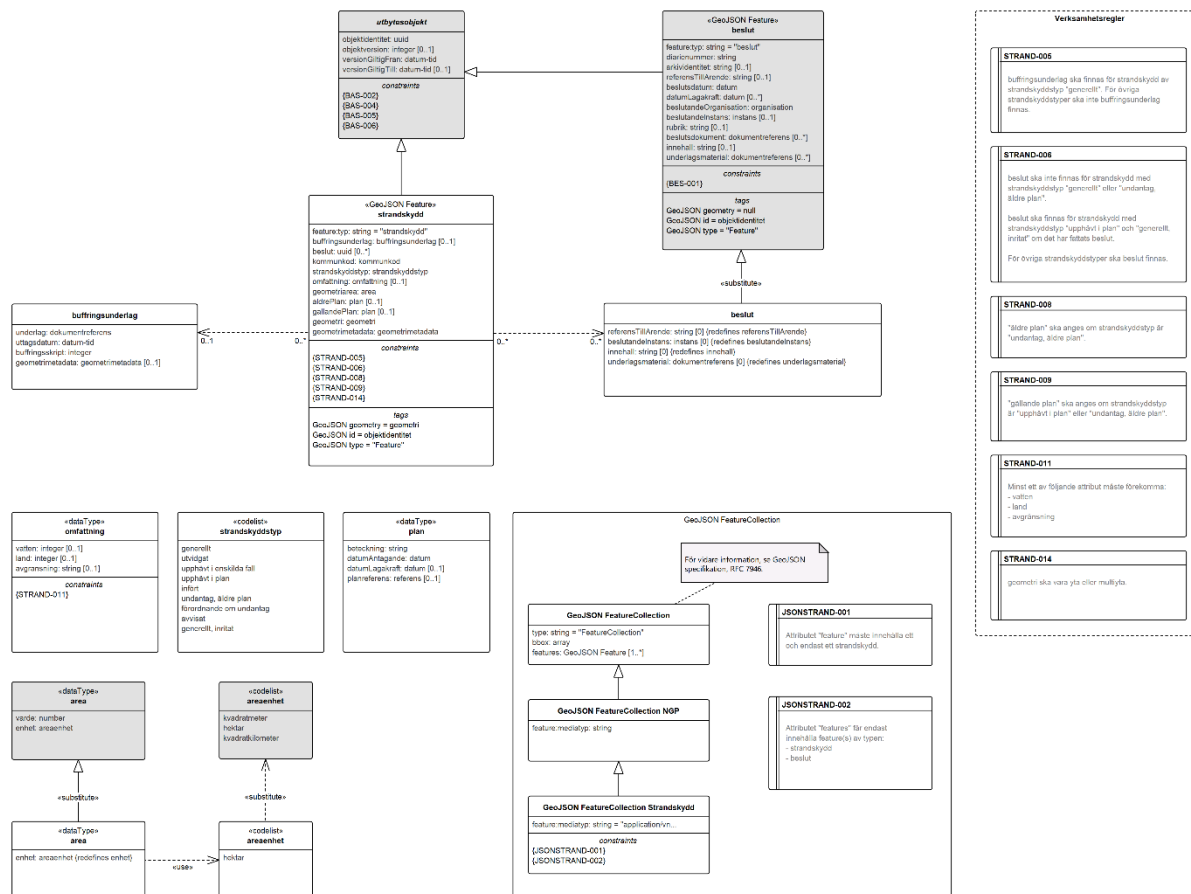 utbytesobjekt
objektidentitet: uuid
objektversion: integer [0..1]
versionGiltigFran: datum-tid
versionGiltigTill: datum-tid [0..1]
constraints
{BAS-002}
{BAS-004}
{BAS-005}
{BAS-006}
«GeoJSON Feature»
beslut
feature:typ: string = "beslut"
diarienummer: string
arkividentitet: string [0..1]
referensTillArende: string [0..1]
beslutsdatum: datum
datumLagakraft: datum [0..*]
beslutandeOrganisation: organisation
beslutandeInstans: instans [0..1]
rubrik: string [0..1]
beslutsdokument: dokumentreferens [0..*]
innehall: string [0..1]
underlagsmaterial: dokumentreferens [0..*]
constraints
{BES-001}
tags
GeoJSON geometry = null
GeoJSON id = objektidentitet
GeoJSON type = "Feature"
«GeoJSON Feature»
strandskydd
feature:typ: string = "strandskydd"
buffringsunderlag: buffringsunderlag [0..1]
beslut: uuid [0..*]
kommunkod: kommunkod
strandskyddstyp: strandskyddstyp
omfattning: omfattning [0..1]
geometriarea: area
aldrePlan: plan [0..1]
gallandePlan: plan [0..1]
geometri: geometri
geometrimetadata: geometrimetadata
constraints
{STRAND-005}
{STRAND-006}
{STRAND-008}
{STRAND-009}
{STRAND-014}
tags
GeoJSON geometry = geometri
GeoJSON id = objektidentitet
GeoJSON type = "Feature"
buffringsunderlag
underlag: dokumentreferens
uttagsdatum: datum-tid
buffringsskript: integer
geometrimetadata: geometrimetadata [0..1]
0..1
0..*
0..*
0..*
«substitute»
beslut
referensTillArende: string [0] {redefines referensTillArende}
beslutandeInstans: instans [0] {redefines beslutandeInstans}
innehall: string [0] {redefines innehall}
underlagsmaterial: dokumentreferens [0] {redefines underlagsmaterial}
«dataType»
omfattning
vatten: integer [0..1]
land: integer [0..1]
avgransning: string [0..1]
constraints
{STRAND-011}
«codelist»
strandskyddstyp
generellt
utvidgat
upphävt i enskilda fall
upphävt i plan
infört
undantag, äldre plan
förordnande om undantag
avvisat
generellt, inritat
«dataType»
plan
beteckning: string
datumAntagande: datum
datumLagakraft: datum [0..1]
planreferens: referens [0..1]
«dataType»
area
varde: number
enhet: areaenhet
«codelist»
areaenhet
kvadratmeter
hektar
kvadratkilometer
«substitute»
«substitute»
«dataType»
area
enhet: areaenhet {redefines enhet}
«use»
«codelist»
areaenhet
hektar
GeoJSON FeatureCollection
För vidare information, se GeoJSON
specifikation, RFC 7946.
GeoJSON FeatureCollection
type: string = "FeatureCollection"
bbox: array
features: GeoJSON Feature [1..*]
GeoJSON FeatureCollection NGP
feature:mediatyp: string
GeoJSON FeatureCollection Strandskydd
feature:mediatyp: string = "application/vn...
constraints
{JSONSTRAND-001}
{JSONSTRAND-002}
JSONSTRAND-001
Attributet "feature" måste innehålla ett
och endast ett strandskydd.
JSONSTRAND-002
Attributet "features" får endast
innehålla feature(s) av typen:
- strandskydd
- beslut
Verksamhetsregler
STRAND-005
buffringsunderlag ska finnas för strandskydd av
strandskyddstyp "generellt". För övriga
strandskyddstyper ska inte buffringsunderlag
finnas.
STRAND-006
beslut ska inte finnas för strandskydd med
strandskyddstyp "generellt" eller "undantag,
äldre plan".
beslut ska finnas för strandskydd med
strandskyddstyp "upphävt i plan" och "generellt,
inritat" om det har fattats beslut.
För övriga strandskyddstyper ska beslut finnas.
STRAND-008
"äldre plan" ska anges om strandskyddstyp är
"undantag, äldre plan".
STRAND-009
"gällande plan" ska anges om strandskyddstyp
är "upphävt i plan" eller "undantag, äldre plan".
STRAND-011
Minst ett av följande attribut måste förekomma:
- vatten
- land
- avgränsning
STRAND-014
geometri ska vara yta eller multiyta.